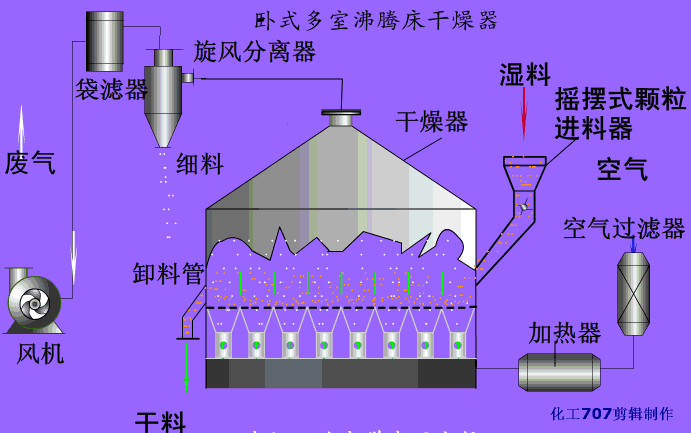 卧式多室沸腾床干燥器
旋风分离器
袋滤器
湿料
摇摆式颗粒
进料器
干燥器
废气
细料
空气
空气过滤器
卸料管
加热器
风机
干料
化工707剪辑制作